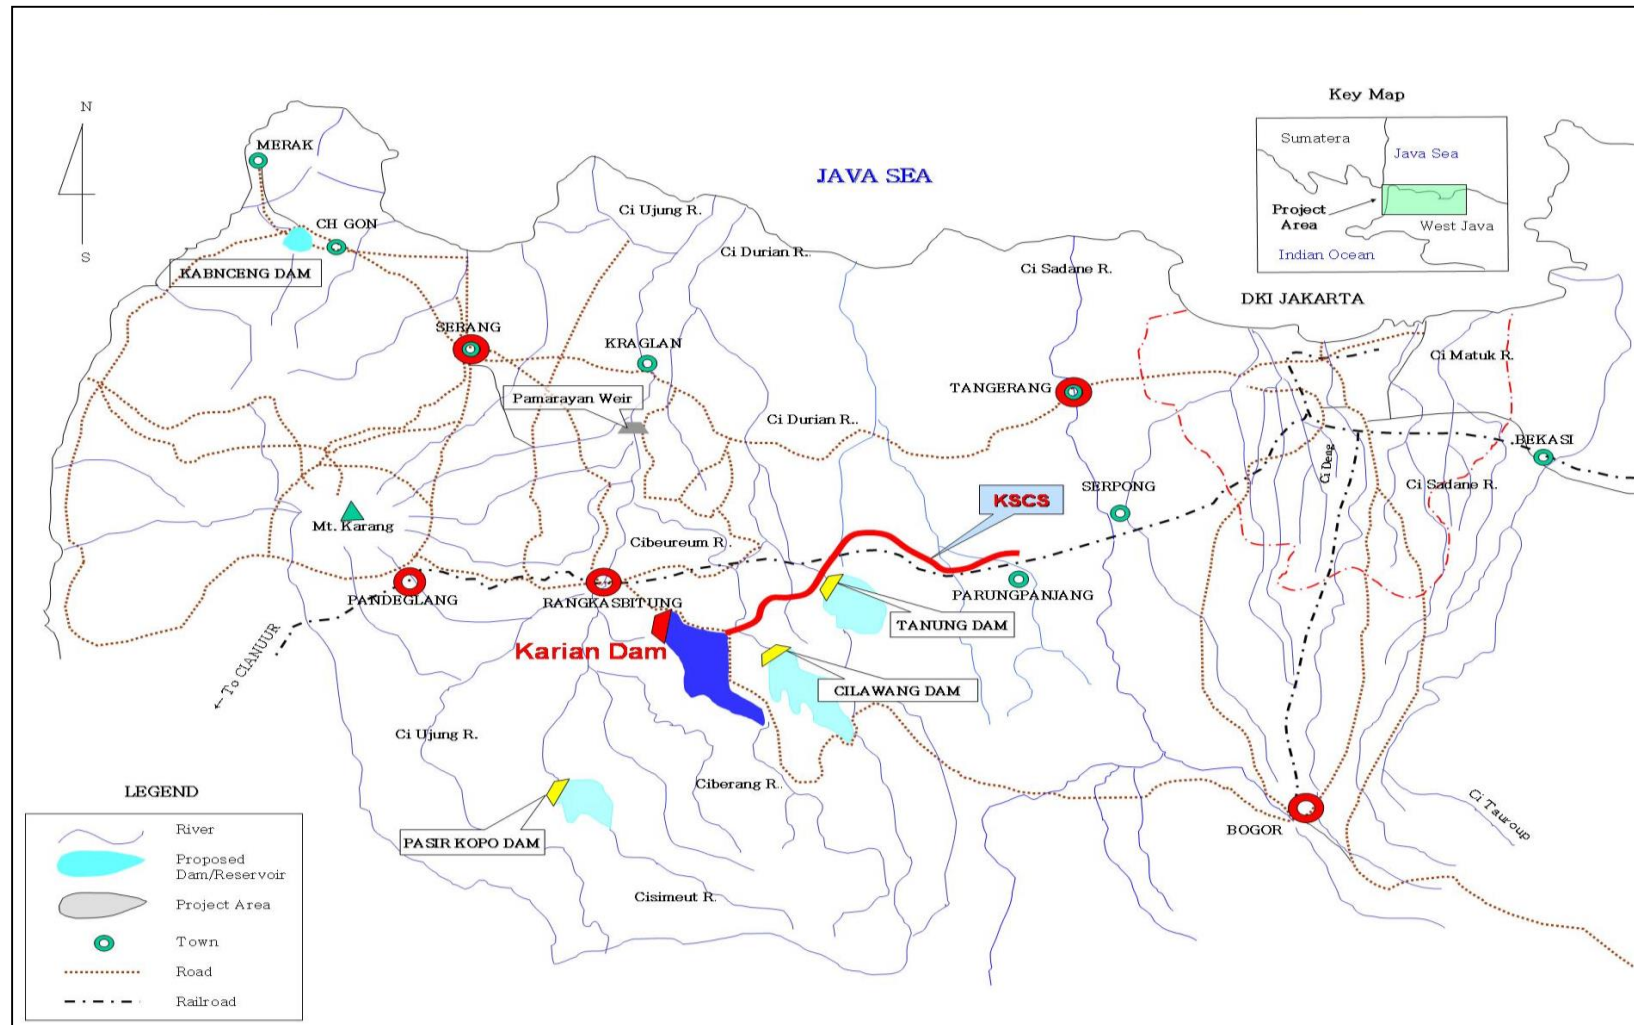 Key Map
N
Sumatera
MERAK
Java Sea
JAVA SEA
Project
Area
Ci Ujung R.
CH GON
West Java
Ci Durian R..
S
Indian Ocean
Ci Sadane R.
KABNCENG DAM
DKI JAKARTA
SERANG
KRAGLAN
Ci Matuk R.
TANGERANG
Pamarayan Weir
Ci Durian R..
BEKASI
Ci Deng
SERPONG
Ci Sadane R.
KSCS
Mt. Karang
Cibeureum R.
PANDEGLANG
RANGKASBITUNG
PARUNGPANJANG
TANUNG DAM
Karian Dam
← To CIANUUR
CILAWANG DAM
Ci Ujung R.
Ciberang R..
LEGEND
Ci Tauroup
River
BOGOR
PASIR KOPO DAM
Proposed
Dam/Reservoir
Cisimeut R.
Project Area
Town
Road
Railroad